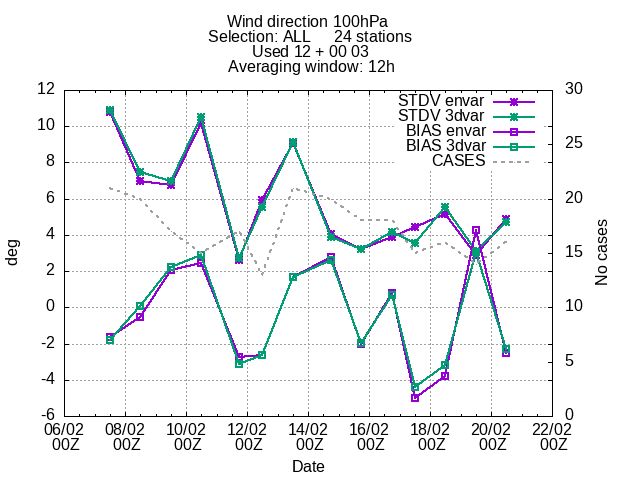 Wind direction 100hPa
Selection: ALL 24 stations
Used 12 + 00 03
Averaging window: 12h
STDV envar
STDV 3dvar
BIAS envar
BIAS 3dvar
CASES
deg
12
10
8
6
4
2
0
-2
-4
-6
30
25
20
15
10
5
0
No cases
06/02 08/02 10/02 12/02 14/02 16/02 18/02 20/02 22/02
00Z 00Z 00Z 00Z 00Z 00Z 00Z 00Z 00Z
Date